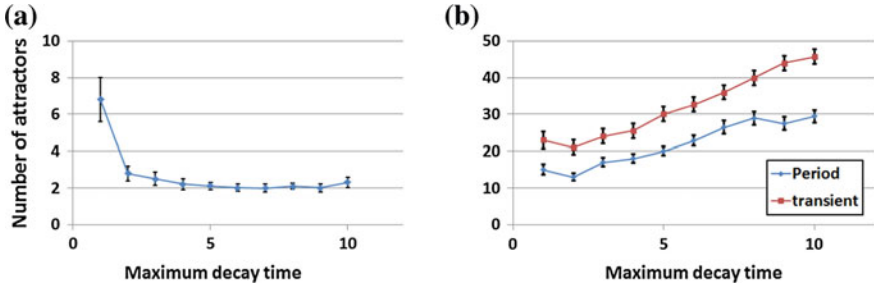 (a)
Number of attractors
10
8
6
4
2
0
0 5 10
Maximum decay time
(b)
50
40
30
20
10
0
0 5 10
Maximum decay time
Period
transient